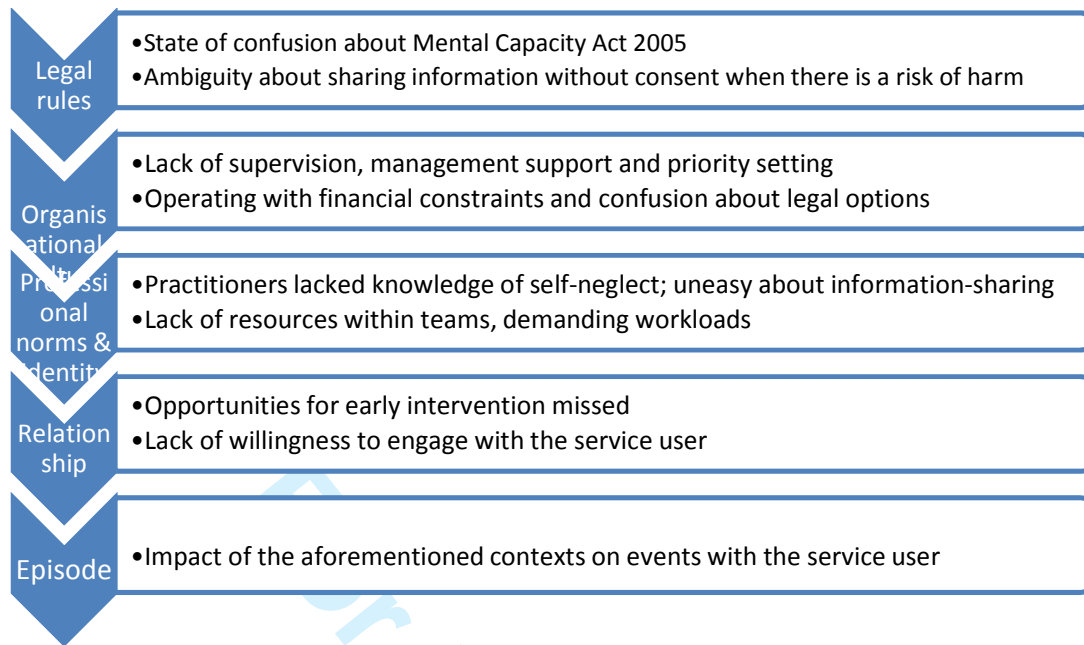 Legal
rules
•State of confusion about Mental Capacity Act 2005
•Ambiguity about sharing information without consent when there is a risk of harm
Organis
ational
•Lack of supervision, management support and priority setting
•Operating with financial constraints and confusion about legal options
onal
norms &
identity
•Practitioners lacked knowledge of self-neglect; uneasy about information-sharing
•Lack of resources within teams, demanding workloads
Relation
ship
•Opportunities for early intervention missed
•Lack of willingness to engage with the service user
Episode
•Impact of the aforementioned contexts on events with the service user
For